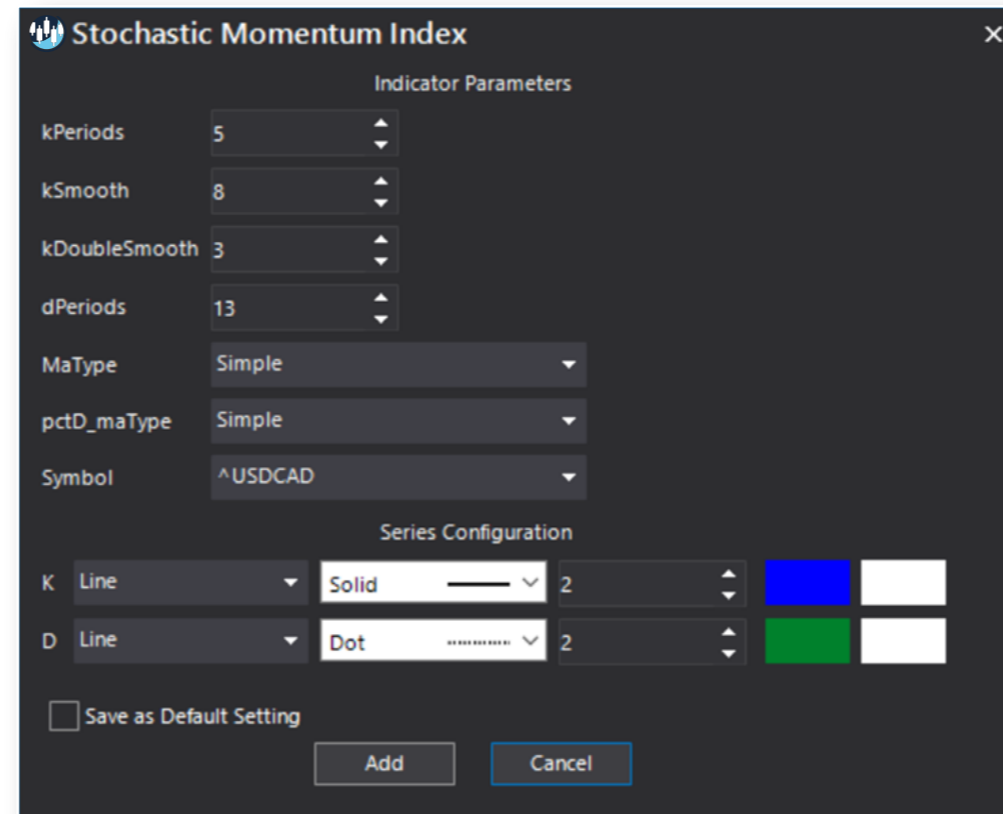 Stochastic Momentum Index
Indicator Parameters
kPeriods 5
kSmooth 8
kDoubleSmooth 3
dPeriods 13
MaType Simple
pctD_maType Simple
Symbol ^USDCAD
Series Configuration
K Line Solid 2
D Line Dot 2
Save as Default Setting
Add Cancel